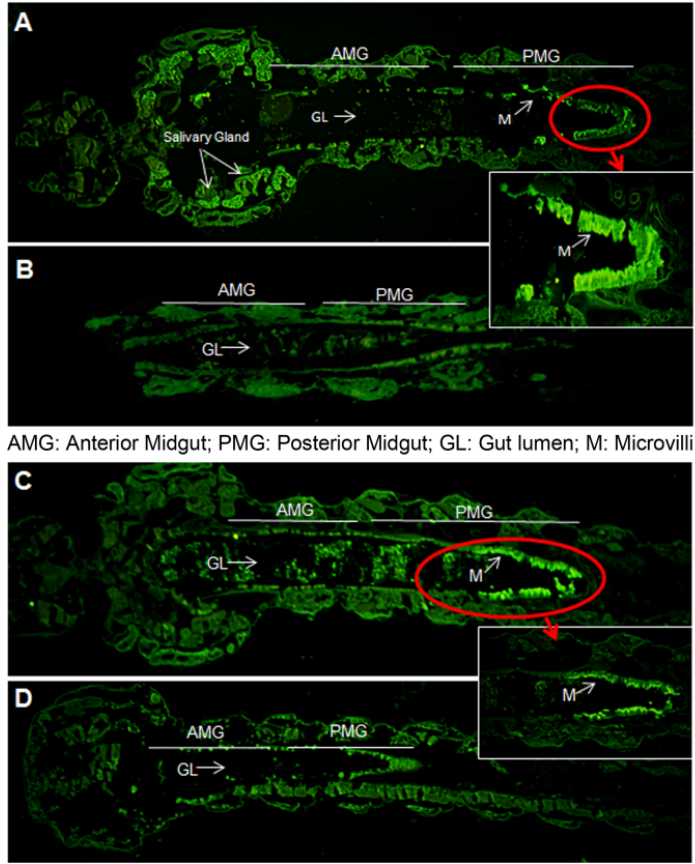 A
AMG
PMG
GL
M
Salivary Gland
M
B
AMG
PMG
GL
AMG: Anterior Midgut; PMG: Posterior Midgut; GL: Gut lumen; M: Microvilli
C
AMG
PMG
GL
M
M
D
AMG
PMG
GL